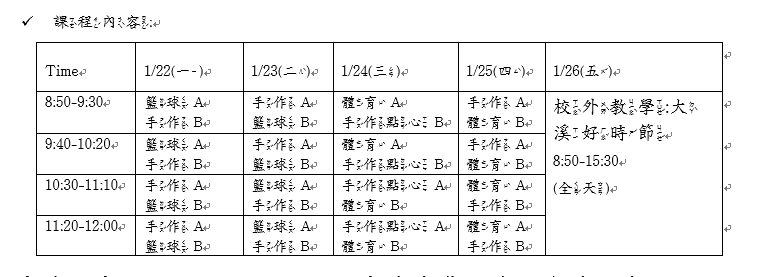 ✓ 課程內容:
Time 1/22(一) 1/23(二) 1/24(三) 1/25(四) 1/26(五)
8:50-9:30 籃球 A 手作 A 體育 A 手作 A 校外教學:大
手作 B 籃球 B 手作點心 B 體育 B 溪好時節
9:40-10:20 籃球 A 手作 A 體育 A 手作 A 8:50-15:30
手作 B 籃球 B 手作點心 B 體育 B (全天)
10:30-11:10 手作 A 籃球 A 手作點心 A 體育 A
籃球 B 手作 B 體育 B 手作 B
11:20-12:00 手作 A 籃球 A 手作點心 A 體育 A
籃球 B 手作 B 體育 B 手作 B